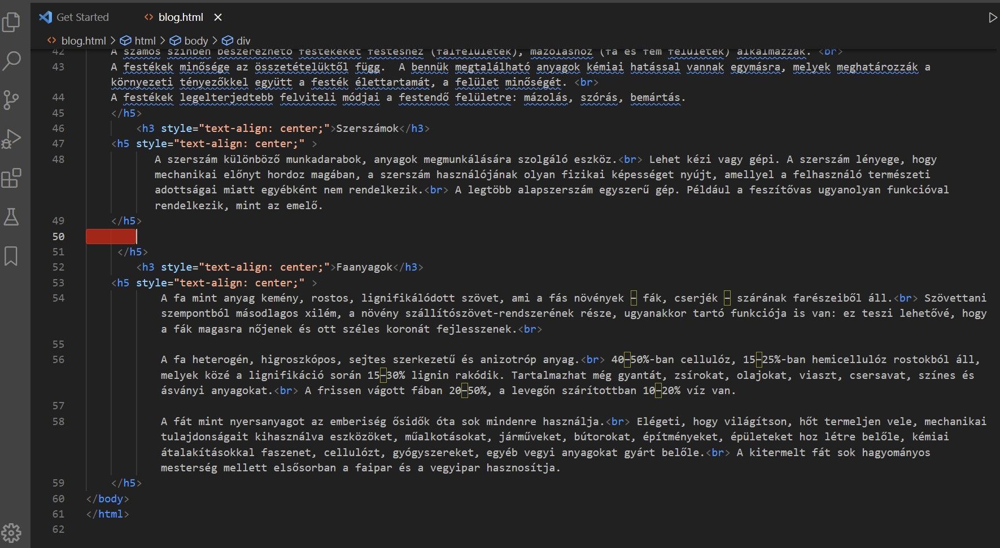 Get Started
blog.html
blog.html > html > body > div
42 A számos színben beszerezhető festékeket festéshez (falfelületek), mázoláshoz (fa és fém felületek) alkalmazzák. <br>
43 A festékek minősége az összetételüktől függ.  A bennük megtalálható anyagok kémiai hatással vannak egymásra, melyek meghatározzák a
környezeti tényezőkkel együtt a festék élettartamát, a felület minőségét. <br>
44 A festékek legelterjedtebb felviteli módjai a festendő felületre: mázolás, szórás, bemártás.
45 </h5>
46 <h3 style="text-align: center;">Szerszámok</h3>
47 <h5 style="text-align: center;" >
48 A szerszám különböző munkadarabok, anyagok megmunkálására szolgáló eszköz.<br> Lehet kézi vagy gépi. A szerszám lényege, hogy
mechanikai előnyt hordoz magában, a szerszám használójának olyan fizikai képességet nyújt, amellyel a felhasználó természeti
adottságai miatt egyébként nem rendelkezik.<br> A legtöbb alapszerszám egyszerű gép. Például a feszítővas ugyanolyan funkcióval
rendelkezik, mint az emelő.
49 </h5>
50
51 </h5>
52 <h3 style="text-align: center;">Faanyagok</h3>
53 <h5 style="text-align: center;" >
54 A fa mint anyag kemény, rostos, lignifikálódott szövet, ami a fás növények – fák, cserjék – szárának farészeiből áll.<br> Szövettani
szempontból másodlagos xilém, a növény szállítószövet-rendszerének része, ugyanakkor tartó funkciója is van: ez teszi lehetővé, hogy
a fák magasra nőjenek és ott széles koronát fejlesszenek.<br>
55
56 A fa heterogén, higroszkópos, sejtes szerkezetű és anizotróp anyag.<br> 40–50%-ban cellulóz, 15–25%-ban hemicellulóz rostokból áll,
melyek közé a lignifikáció során 15–30% lignin rakódik. Tartalmazhat még gyantát, zsírokat, olajokat, viaszt, csersavat, színes és
ásványi anyagokat.<br> A frissen vágott fában 20–50%, a levegőn szárítottban 10–20% víz van.
57
58 A fát mint nyersanyagot az emberiség ősidők óta sok mindenre használja.<br> Elégeti, hogy világítson, hőt termeljen vele, mechanikai
tulajdonságait kihasználva eszközöket, műalkotásokat, járműveket, bútorokat, építményeket, épületeket hoz létre belőle, kémiai
átalakításokkal faszenet, cellulózt, gyógyszereket, egyéb vegyi anyagokat gyárt belőle.<br> A kitermelt fát sok hagyományos
mesterség mellett elsősorban a faipar és a vegyipar hasznosítja.
59 </h5>
60 </body>
61 </html>
62